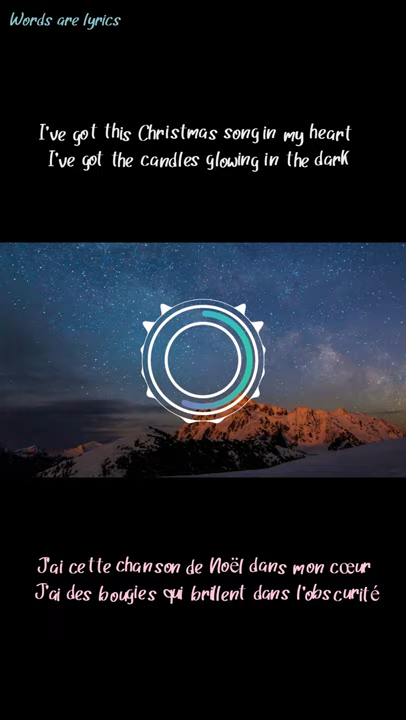 Words are lyrics
I've got this Christmas song in my heart
I've got the candles glowing in the dark
J'ai cette chanson de Noël dans mon cœur
J'ai des bougies qui brillent dans l'obscurité